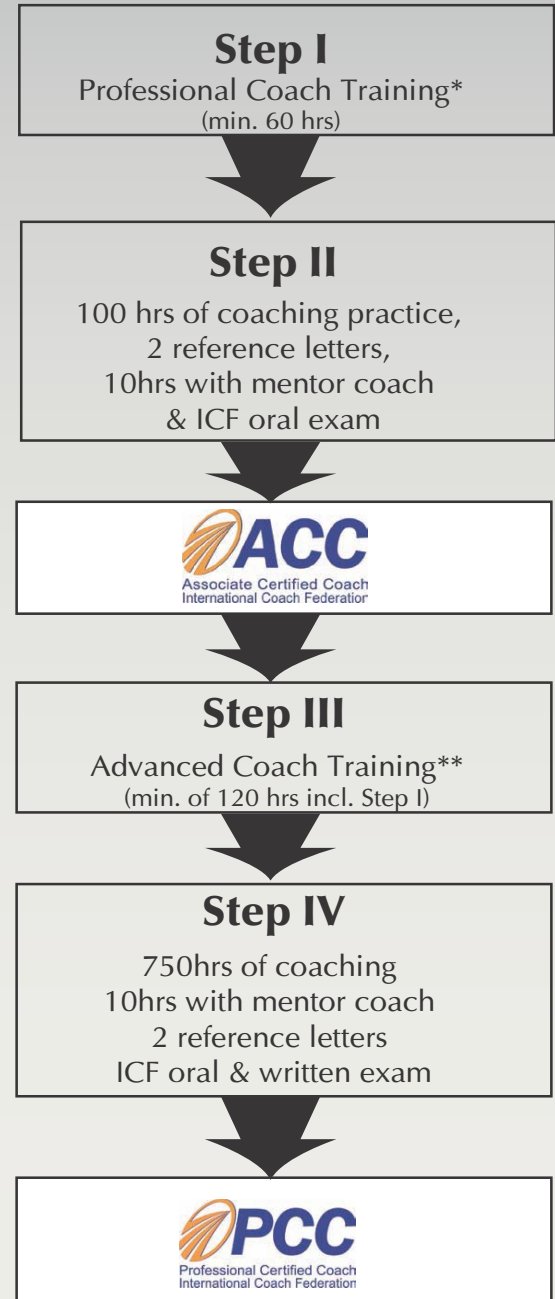 Step I
Professional Coach Training*
(min. 60 hrs)
Step II
100 hrs of coaching practice,
2 reference letters,
10hrs with mentor coach
& ICF oral exam
ACC
Associate Certified Coach
International Coach Federation
Step III
Advanced Coach Training**
(min. of 120 hrs incl. Step I)
Step IV
750hrs of coaching
10hrs with mentor coach
2 reference letters
ICF oral & written exam
PCC
Professional Certified Coach
International Coach Federation